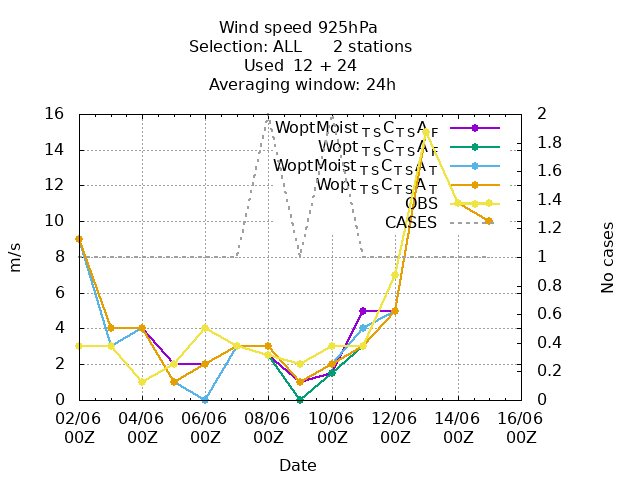 Wind speed 925hPa
Selection: ALL 2 stations
Used 12 + 24
Averaging window: 24h
16
14
12
10
8
6
4
2
0
2
1.8
1.6
1.4
1.2
1
0.8
0.6
0.4
0.2
0
m/s
No cases
WoptMoist TS C TS A F
Wopt TS C TS A F
WoptMoist TS C TS A T
Wopt TS C TS A T
OBS
CASES
02/06 04/06 06/06 08/06 10/06 12/06 14/06 16/06
00Z 00Z 00Z 00Z 00Z 00Z 00Z 00Z
Date